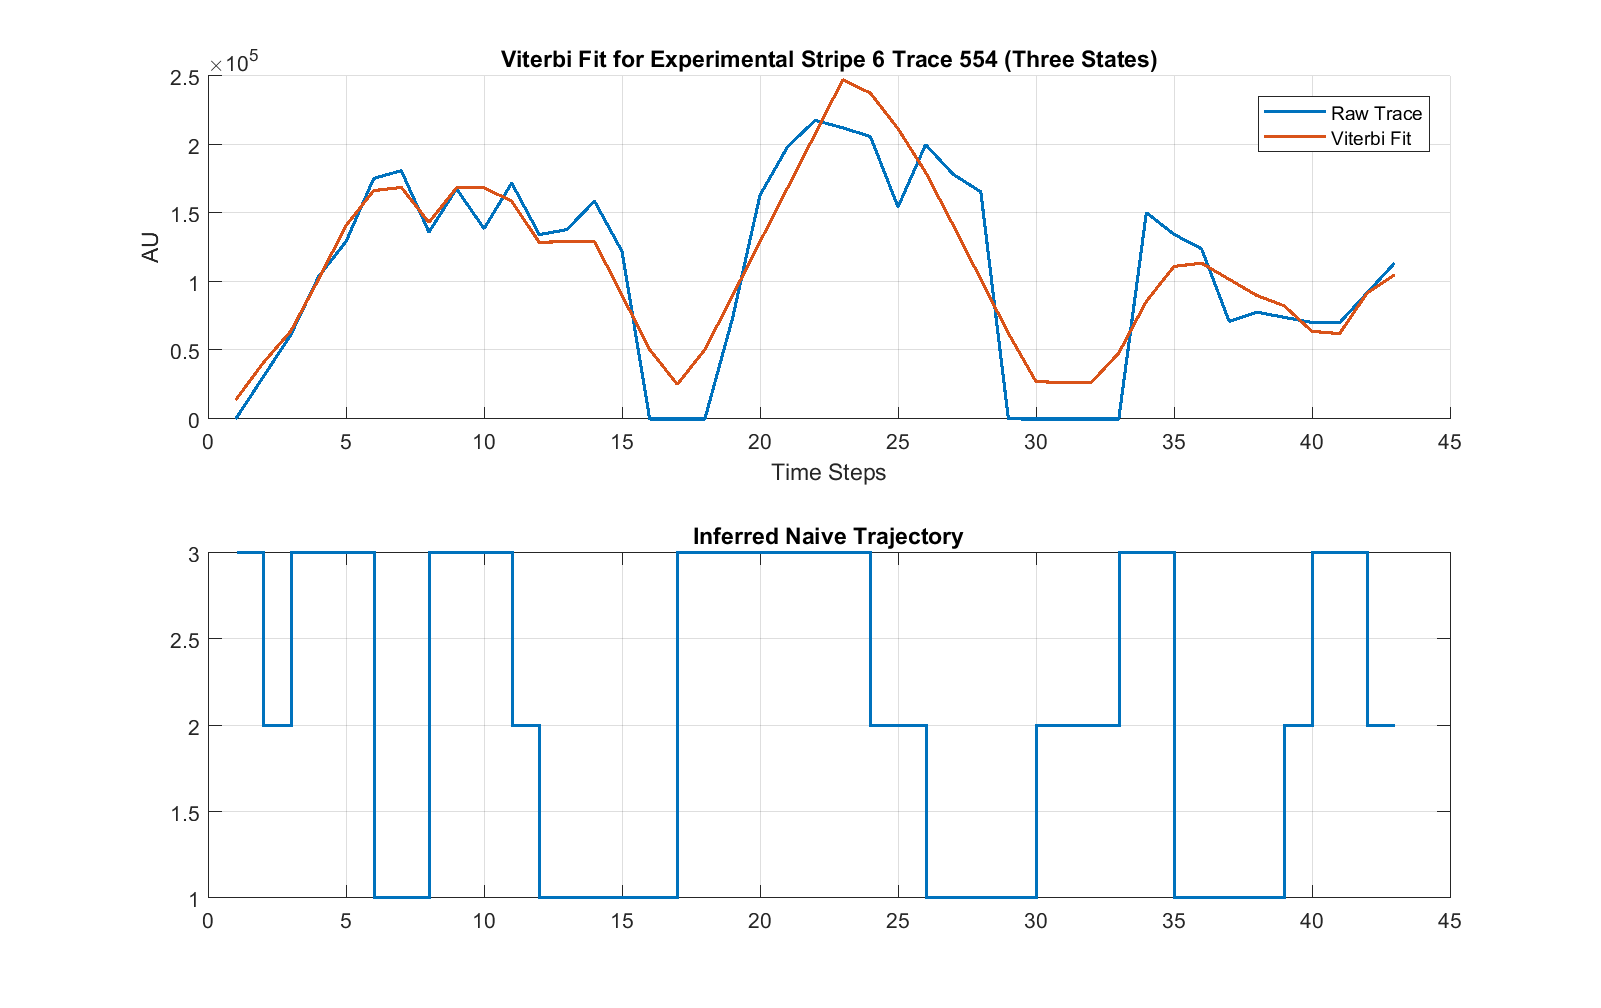 Viterbi Fit for Experimental Stripe 6 Trace 554 (Three States)
×10^5
2.5
2
1.5
1
0.5
0
AU
Raw Trace
Viterbi Fit
0 5 10 15 20 25 30 35 40 45
Time Steps
Inferred Naive Trajectory
3
2.5
2
1.5
1
0 5 10 15 20 25 30 35 40 45